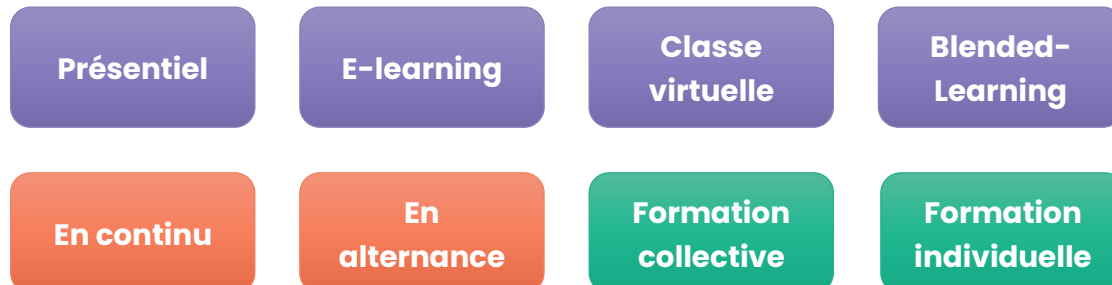 Présentiel
E-learning
Classe
virtuelle
Blended-
Learning
En continu
En
alternance
Formation
collective
Formation
individuelle